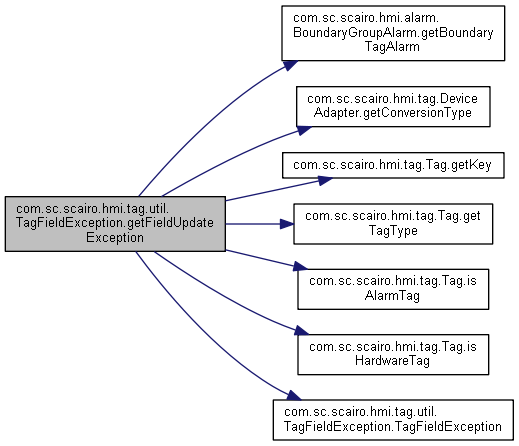 com.sc.scairo.hmi.alarm.
BoundaryGroupAlarm.getBoundary
TagAlarm
com.sc.scairo.hmi.tag.Device
Adapter.getConversionType
com.sc.scairo.hmi.tag.Tag.getKey
com.sc.scairo.hmi.tag.util.
TagFieldException.getFieldUpdate
Exception
com.sc.scairo.hmi.tag.Tag.get
TagType
com.sc.scairo.hmi.tag.Tag.is
AlarmTag
com.sc.scairo.hmi.tag.Tag.is
HardwareTag
com.sc.scairo.hmi.tag.util.
TagFieldException.TagFieldException